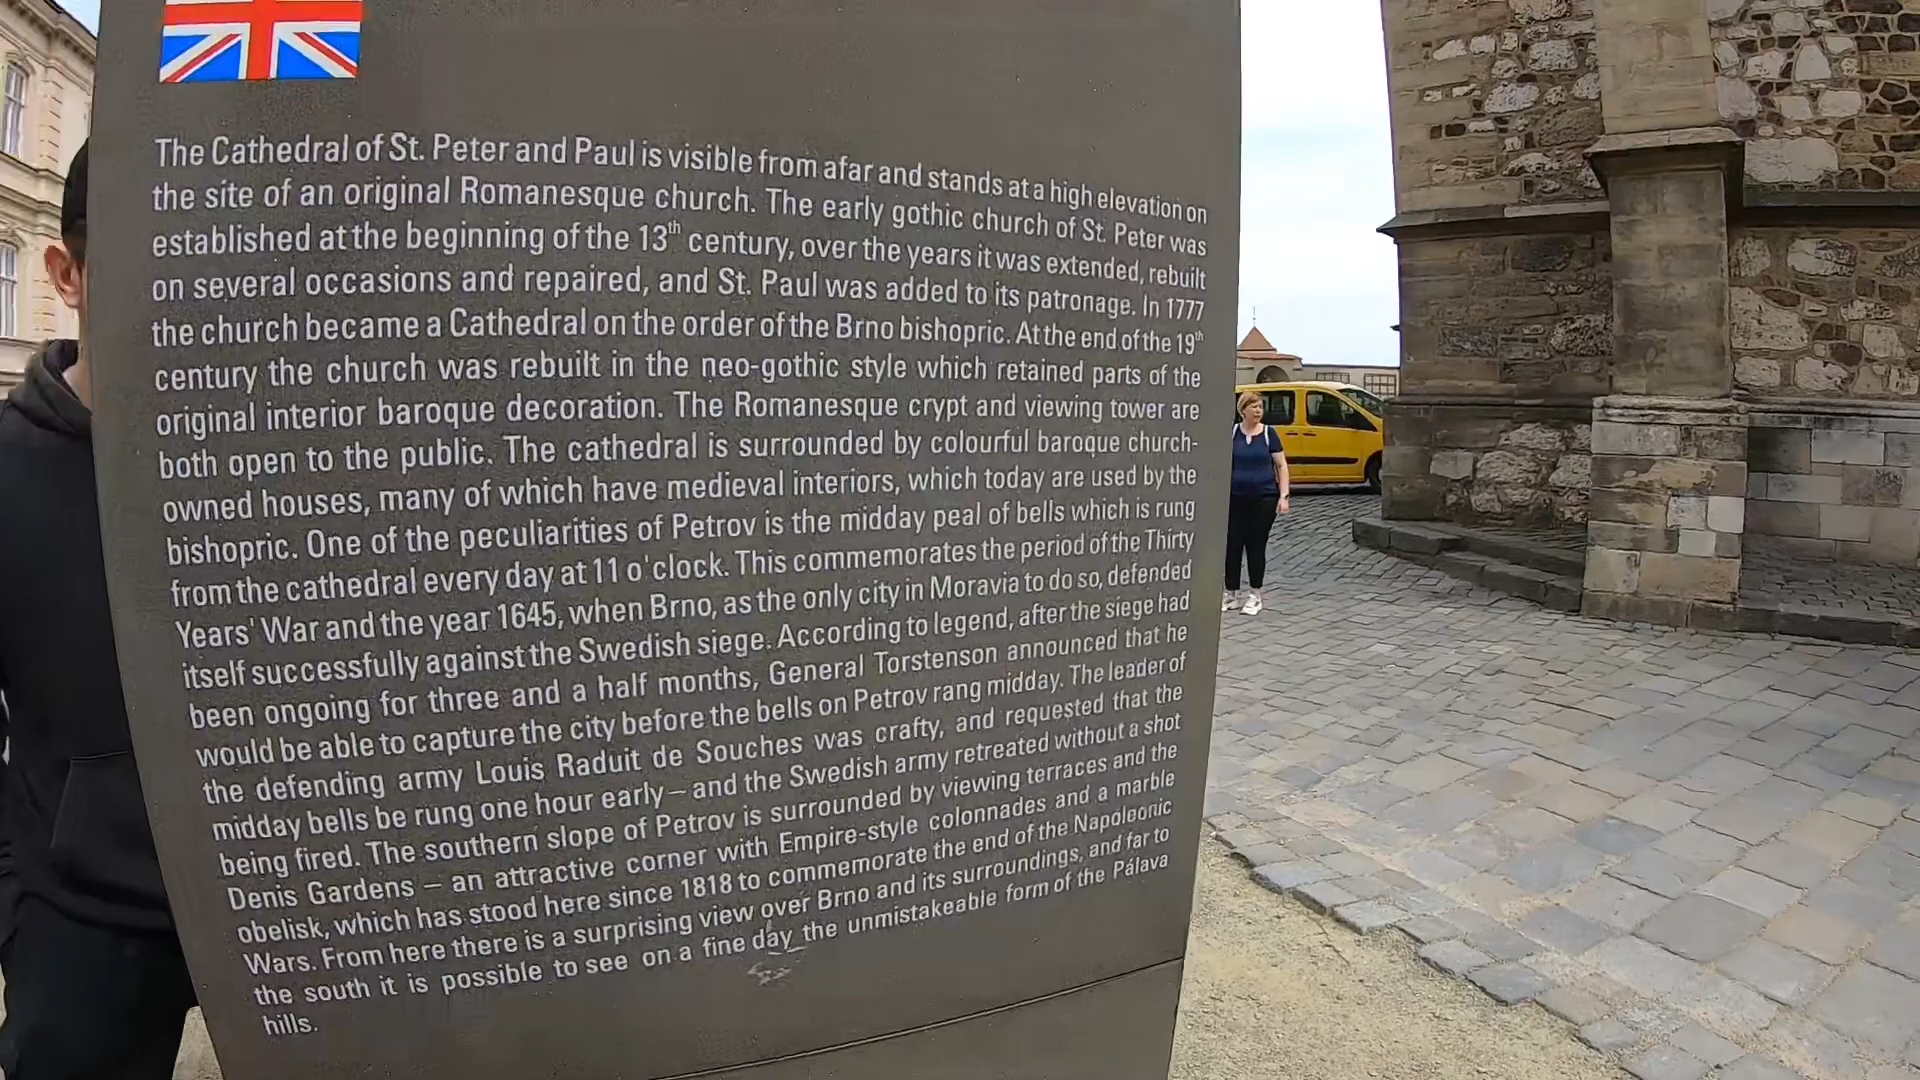 The Cathedral of St. Peter and Paul is visible from afar and stands at a high elevation on
the site of an original Romanesque church. The early gothic church of St. Peter was
established at the beginning of the 13th century, over the years it was extended, rebuilt
on several occasions and repaired, and St. Paul was added to its patronage. In 1777
the church became a Cathedral on the order of the Brno bishopric. At the end of the 19th
century the church was rebuilt in the neo-gothic style which retained parts of the
original interior baroque decoration. The Romanesque crypt and viewing tower are
both open to the public. The cathedral is surrounded by colourful baroque church-
owned houses, many of which have medieval interiors, which today are used by the
bishopric. One of the peculiarities of Petrov is the midday peal of bells which is rung
from the cathedral every day at 11 o'clock. This commemorates the period of the Thirty
Years' War and the year 1645, when Brno, as the only city in Moravia to do so, defended
itself successfully against the Swedish siege. According to legend, after the siege had
been ongoing for three and a half months, General Torstenson announced that he
would be able to capture the city before the bells on Petrov rang midday. The leader of
the defending army Louis Raduit de Souches was crafty, and requested that the
midday bells be rung one hour early – and the Swedish army retreated without a shot
being fired. The southern slope of Petrov is surrounded by viewing terraces and the
Denis Gardens – an attractive corner with Empire-style colonnades and a marble
obelisk, which has stood here since 1818 to commemorate the end of the Napoleonic
Wars. From here there is a surprising view over Brno and its surroundings, and far to
the south it is possible to see on a fine day the unmistakeable form of the Pálava
hills.